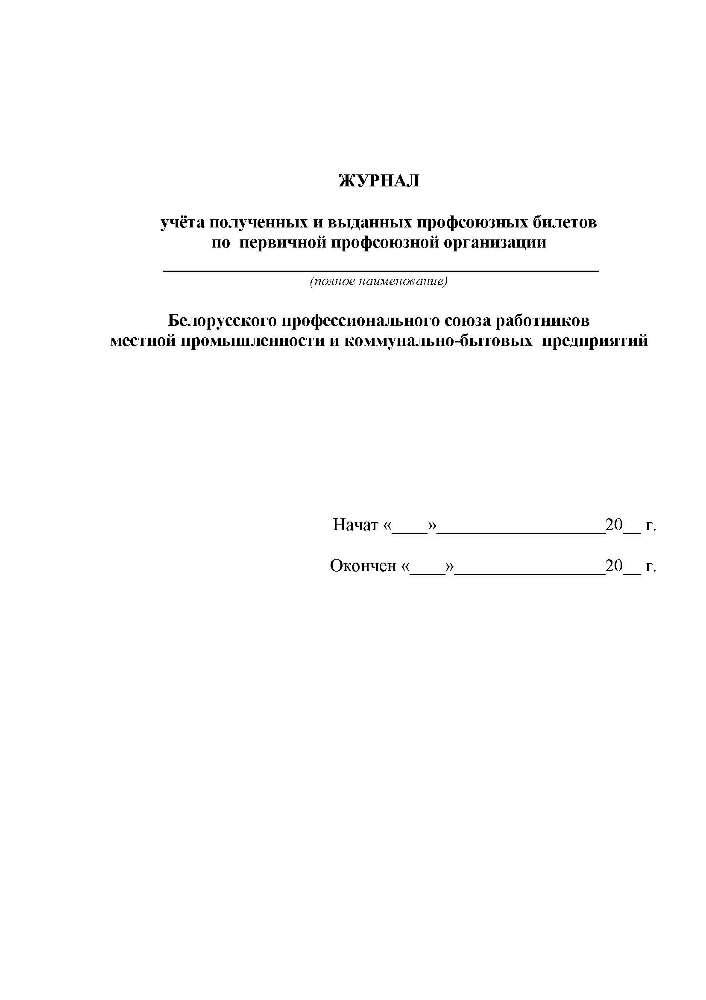 ЖУРНАЛ
учёта полученных и выданных профсоюзных билетов
по  первичной профсоюзной организации
(полное наименование)
Белорусского профессионального союза работников
местной промышленности и коммунально-бытовых  предприятий
Начат «____»___________________20__ г.
Окончен «____»_________________20__ г.